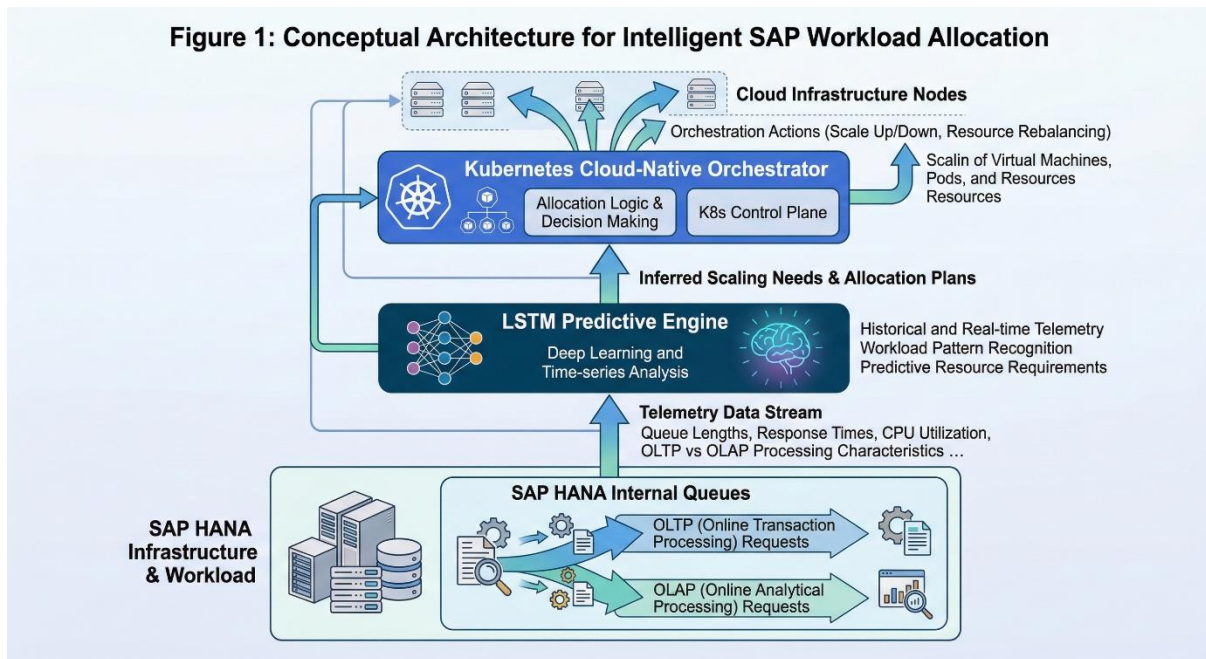 Figure 1: Conceptual Architecture for Intelligent SAP Workload Allocation
Cloud Infrastructure Nodes
Orchestration Actions (Scale Up/Down, Resource Rebalancing)
Kubernetes Cloud-Native Orchestrator
Allocation Logic &
Decision Making
K8s Control Plane
Scalin of Virtual Machines,
Pods, and Resources
Resources
Inferred Scaling Needs & Allocation Plans
LSTM Predictive Engine
Deep Learning and
Time-series Analysis
Historical and Real-time Telemetry
Workload Pattern Recognition
Predictive Resource Requirements
Telemetry Data Stream
Queue Lengths, Response Times, CPU Utilization,
OLTP vs OLAP Processing Characteristics ...
SAP HANA
Infrastructure
& Workload
SAP HANA Internal Queues
OLTP (Online Transaction
Processing) Requests
OLAP (Online Analytical
Processing) Requests